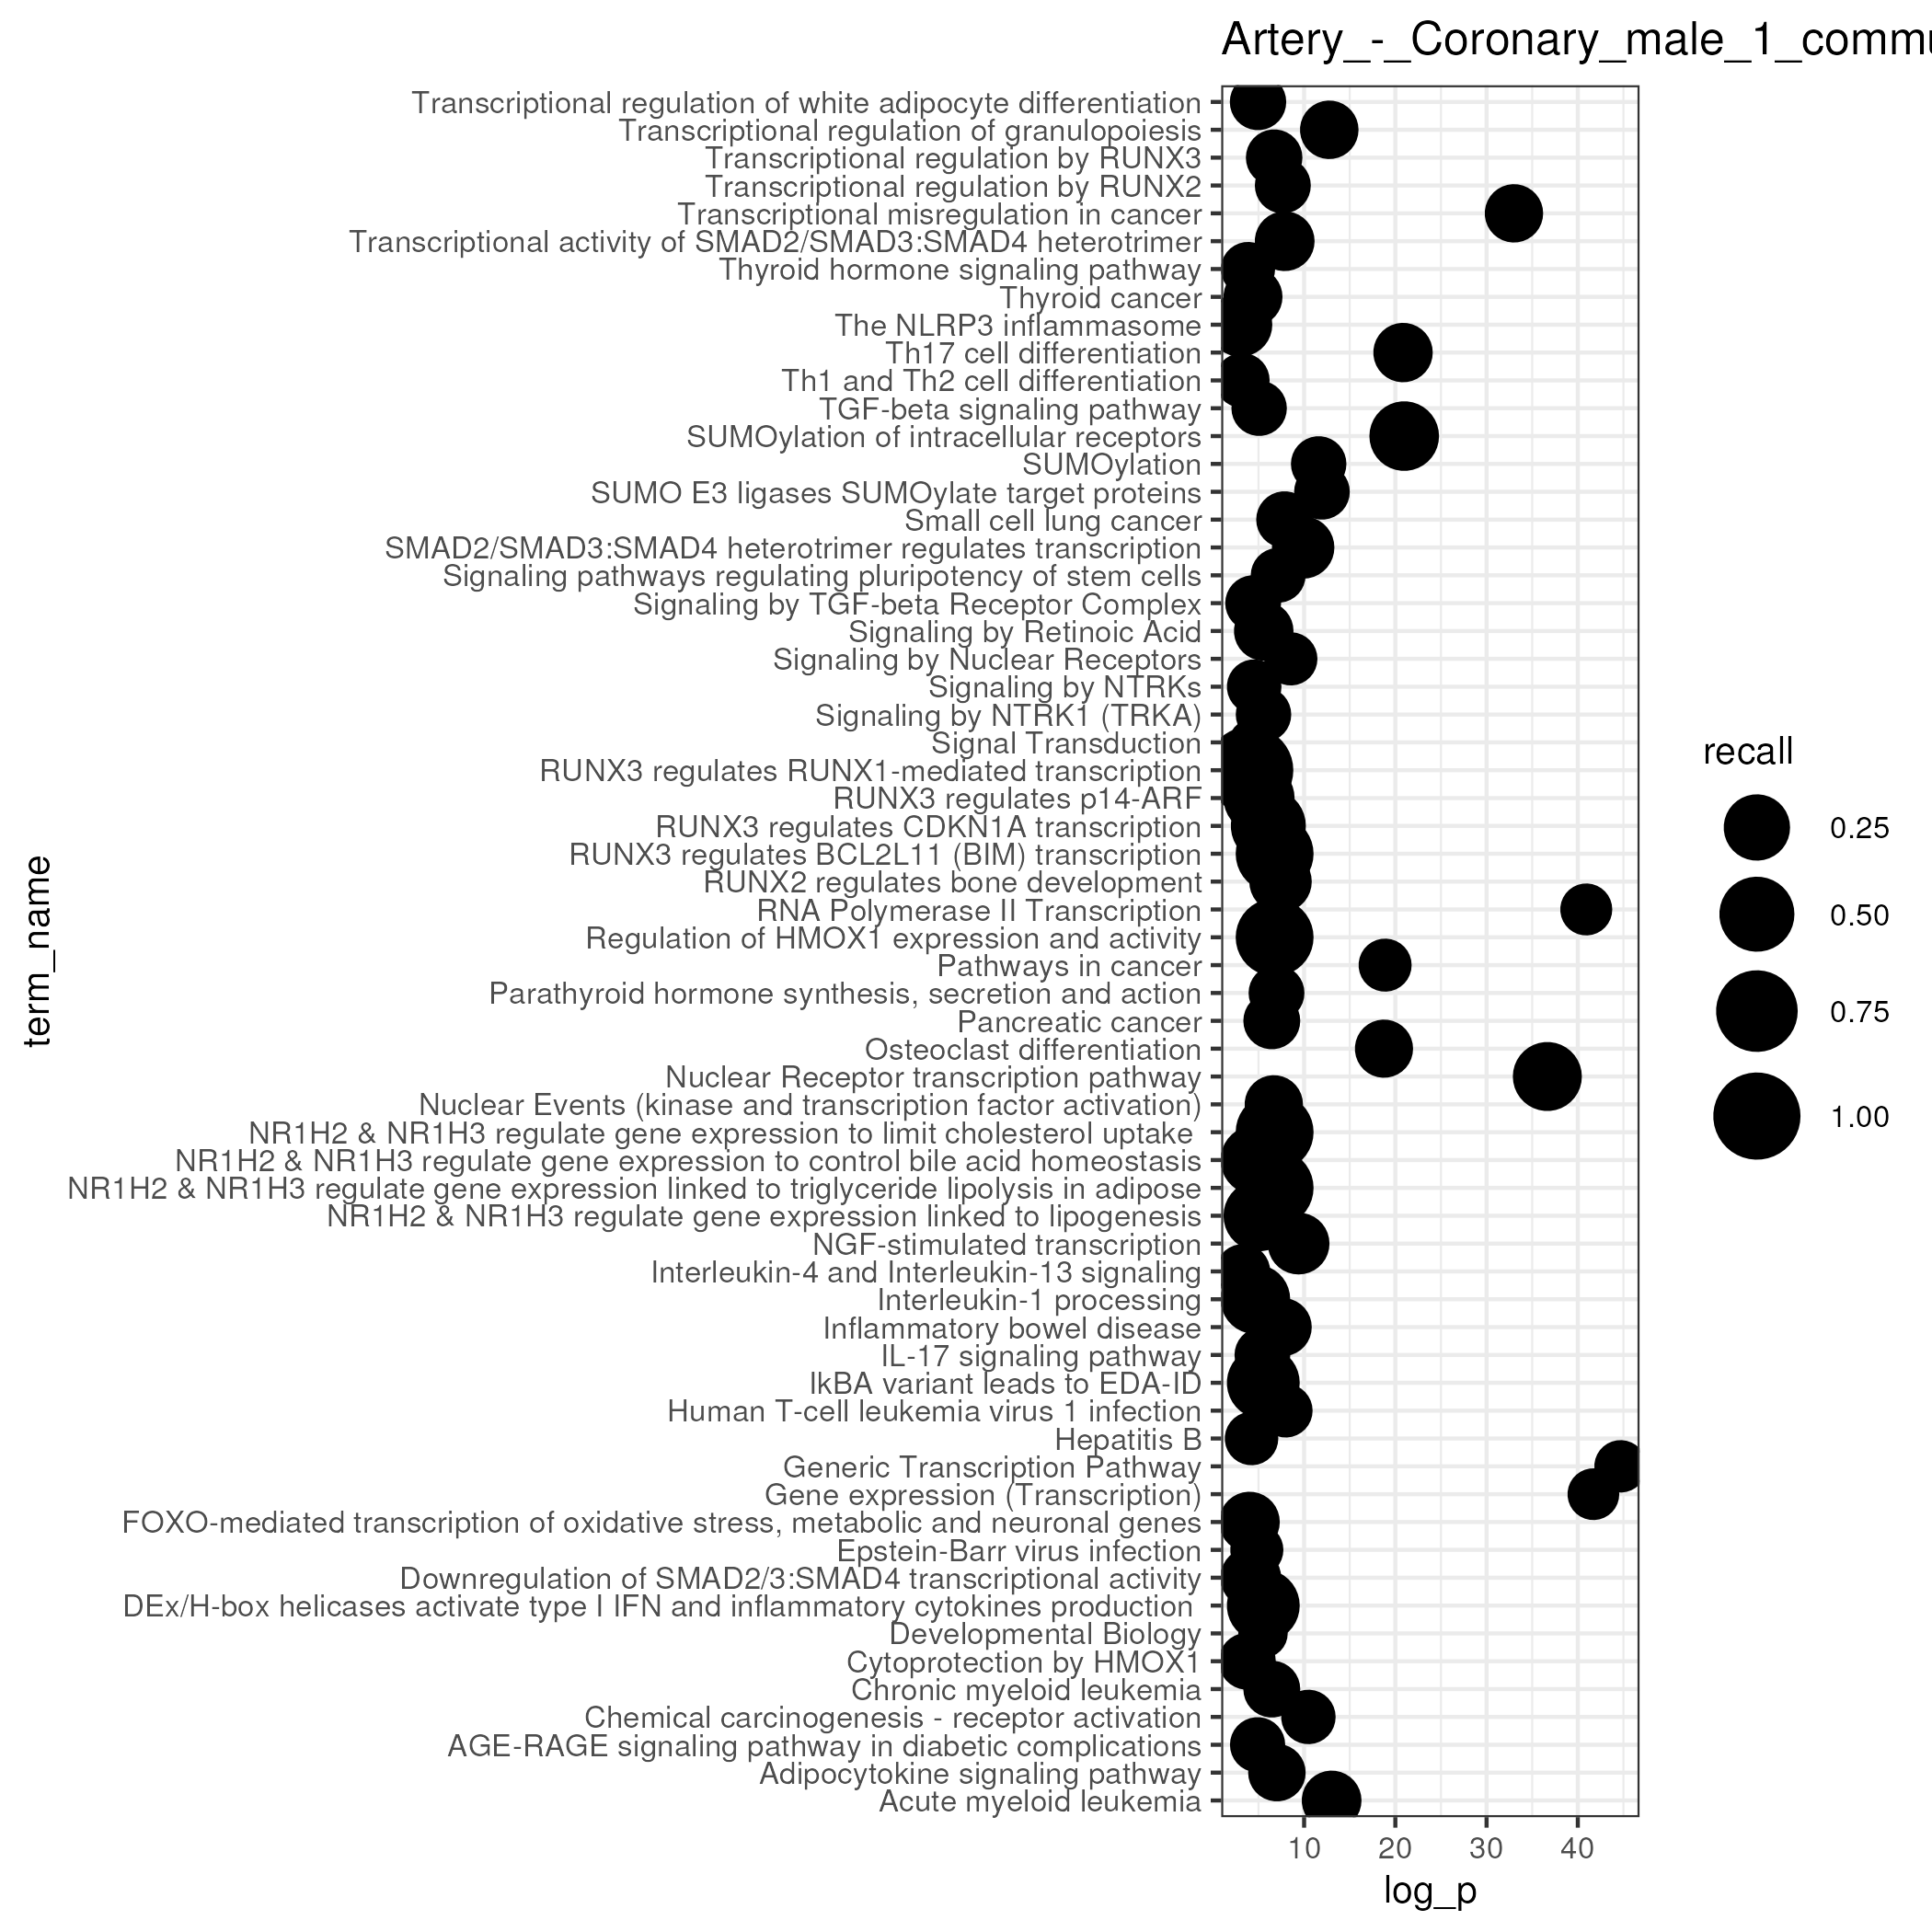 Artery_-_Coronary_male_1_commu
Transcriptional regulation of white adipocyte differentiation
Transcriptional regulation of granulopoiesis
Transcriptional regulation by RUNX3
Transcriptional regulation by RUNX2
Transcriptional misregulation in cancer
Transcriptional activity of SMAD2/SMAD3:SMAD4 heterotrimer
Thyroid hormone signaling pathway
Thyroid cancer
The NLRP3 inflammasome
Th17 cell differentiation
Th1 and Th2 cell differentiation
TGF-beta signaling pathway
SUMOylation of intracellular receptors
SUMOylation
SUMO E3 ligases SUMOylate target proteins
Small cell lung cancer
SMAD2/SMAD3:SMAD4 heterotrimer regulates transcription
Signaling pathways regulating pluripotency of stem cells
Signaling by TGF-beta Receptor Complex
Signaling by Retinoic Acid
Signaling by Nuclear Receptors
Signaling by NTRKs
Signaling by NTRK1 (TRKA)
Signal Transduction
RUNX3 regulates RUNX1-mediated transcription
RUNX3 regulates p14-ARF
RUNX3 regulates CDKN1A transcription
RUNX3 regulates BCL2L11 (BIM) transcription
RUNX2 regulates bone development
RNA Polymerase II Transcription
Regulation of HMOX1 expression and activity
Pathways in cancer
Parathyroid hormone synthesis, secretion and action
Pancreatic cancer
Osteoclast differentiation
Nuclear Receptor transcription pathway
Nuclear Events (kinase and transcription factor activation)
NR1H2 & NR1H3 regulate gene expression to limit cholesterol uptake
NR1H2 & NR1H3 regulate gene expression to control bile acid homeostasis
NR1H2 & NR1H3 regulate gene expression linked to triglyceride lipolysis in adipose
NR1H2 & NR1H3 regulate gene expression linked to lipogenesis
NGF-stimulated transcription
Interleukin-4 and Interleukin-13 signaling
Interleukin-1 processing
Inflammatory bowel disease
IL-17 signaling pathway
IkBA variant leads to EDA-ID
Human T-cell leukemia virus 1 infection
Hepatitis B
Generic Transcription Pathway
Gene expression (Transcription)
FOXO-mediated transcription of oxidative stress, metabolic and neuronal genes
Epstein-Barr virus infection
Downregulation of SMAD2/3:SMAD4 transcriptional activity
DEx/H-box helicases activate type I IFN and inflammatory cytokines production
Developmental Biology
Cytoprotection by HMOX1
Chronic myeloid leukemia
Chemical carcinogenesis - receptor activation
AGE-RAGE signaling pathway in diabetic complications
Adipocytokine signaling pathway
Acute myeloid leukemia
term_name
10 20 30 40
log_p
recall
0.25
0.50
0.75
1.00